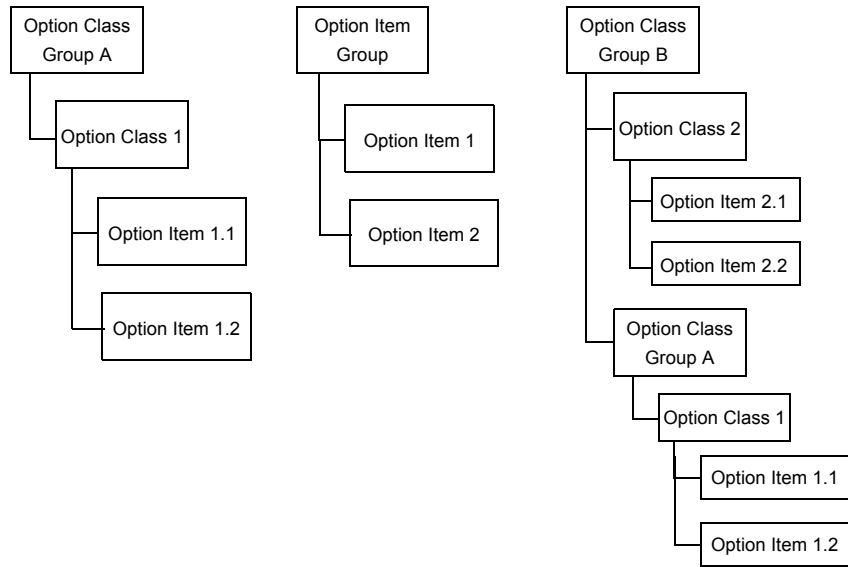 Option Class
Group A
Option Class 1
Option Item 1.1
Option Item 1.2
Option Item
Group
Option Item 1
Option Item 2
Option Class
Group B
Option Class 2
Option Item 2.1
Option Item 2.2
Option Class
Group A
Option Class 1
Option Item 1.1
Option Item 1.2